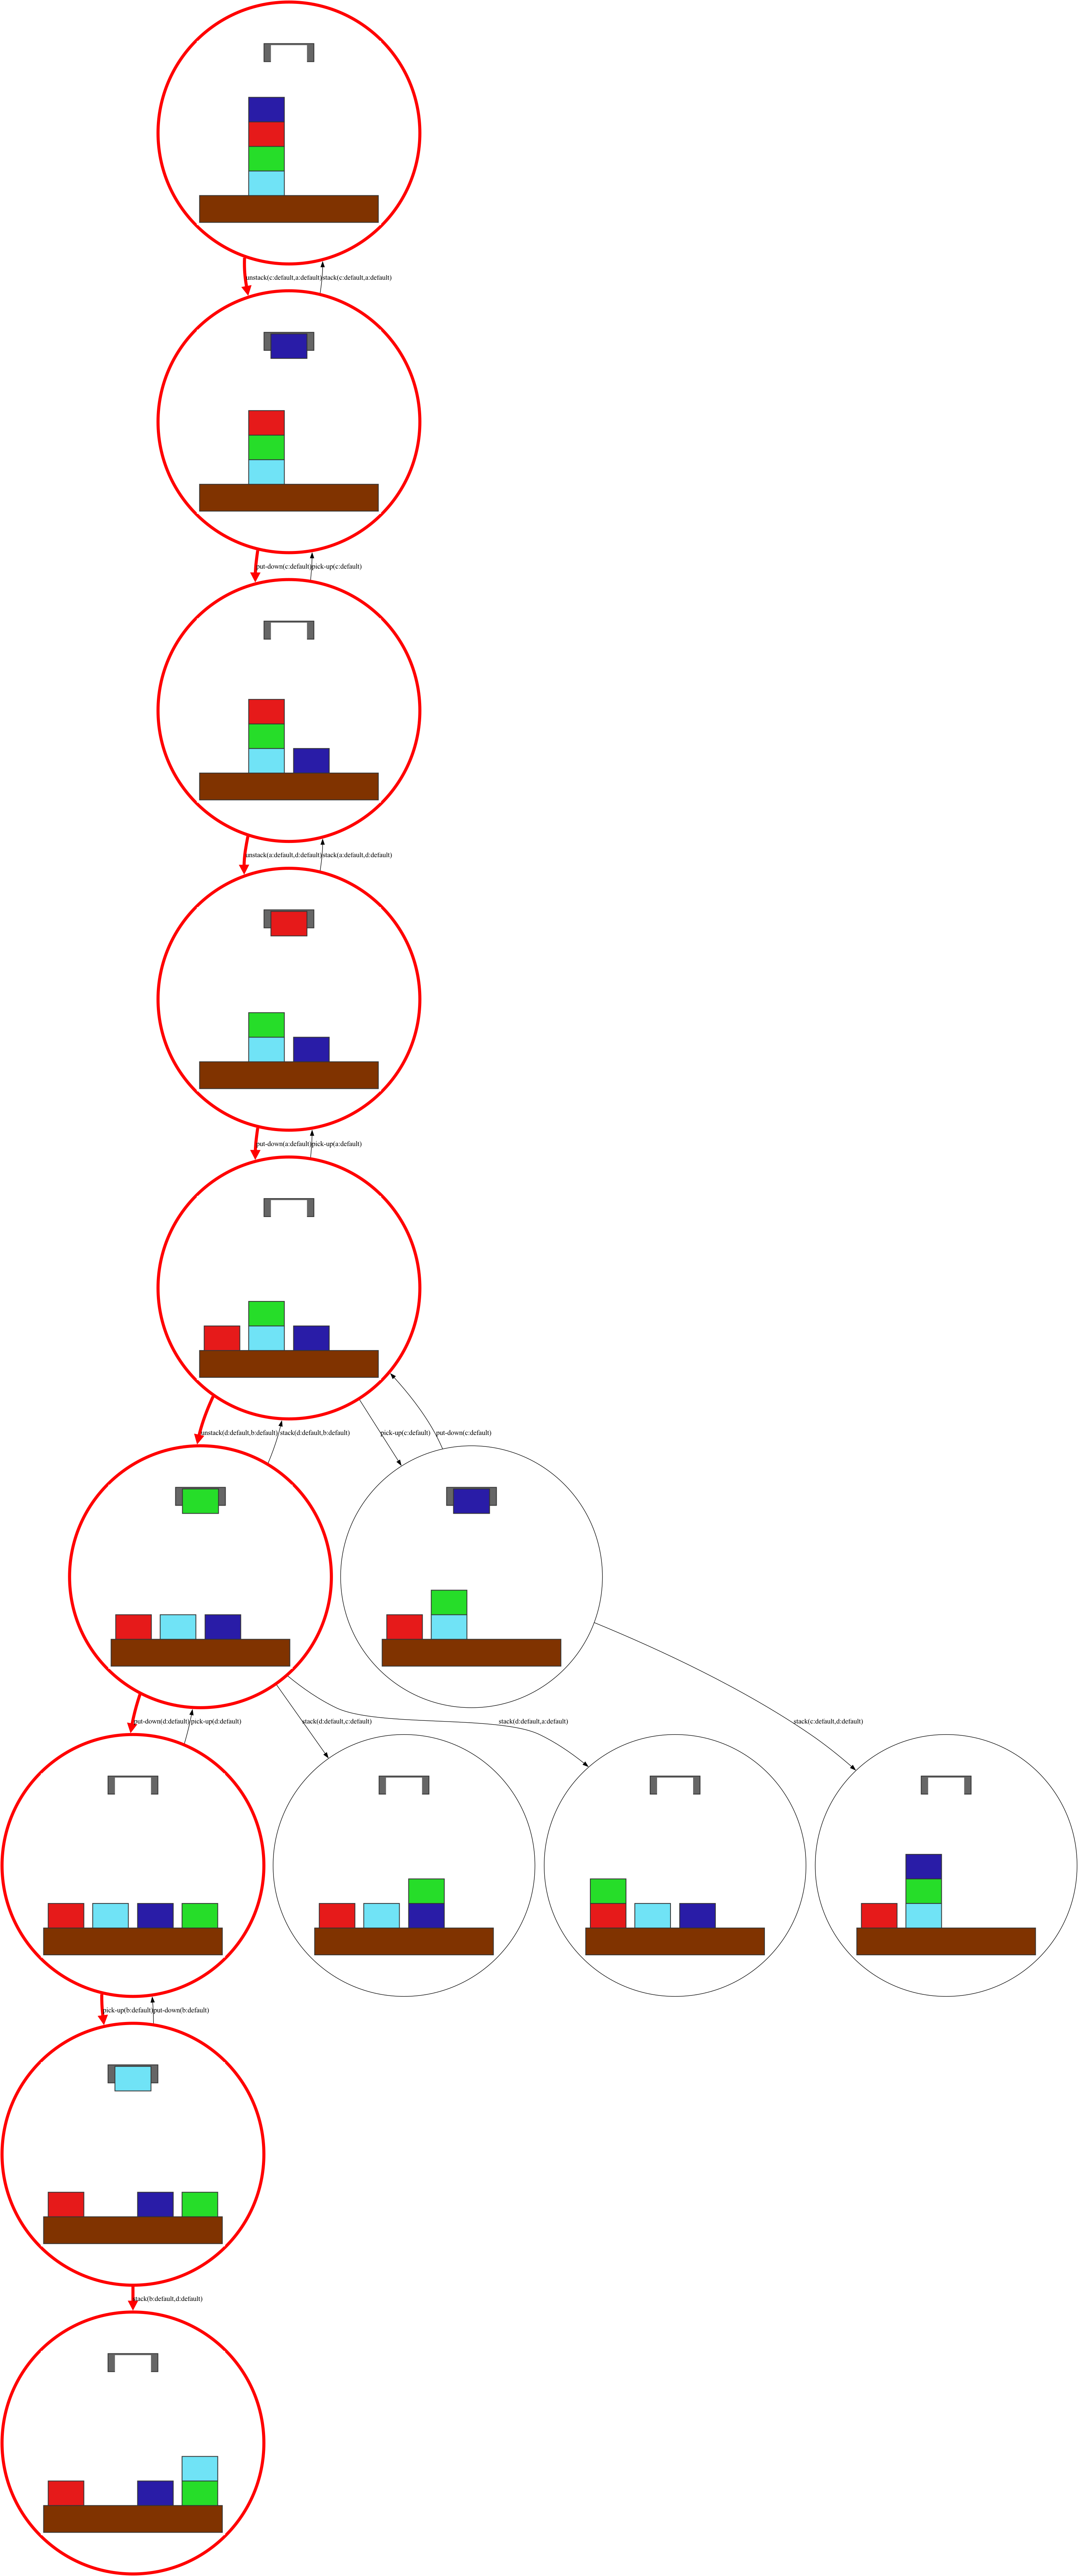 unstack(c:default,a:default) stack(c:default,a:default)
put-down(c:default) pick-up(c:default)
unstack(a:default,d:default) stack(a:default,d:default)
put-down(a:default) pick-up(a:default)
unstack(d:default,b:default) stack(d:default,b:default) pick-up(c:default) put-down(c:default)
put-down(d:default) pick-up(d:default) stack(d:default,c:default) stack(d:default,a:default) stack(c:default,d:default)
pick-up(b:default) put-down(b:default)
stack(b:default,d:default)